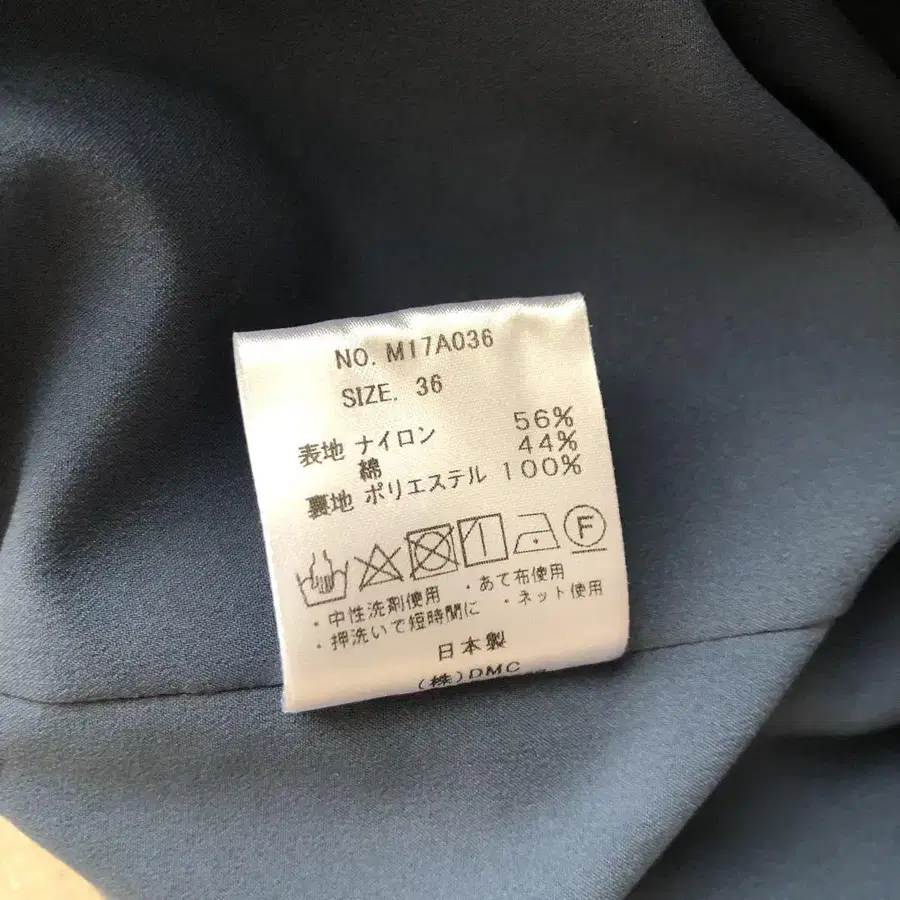 NO. M17A036
SIZE. 36
表地 ナイロン 56%
綿 44%
裏地 ポリエステル 100%
F
・中性洗剤使用 ・あて布使用
・押洗いで短時間に ・ネット使用
日本製
(株)DMC